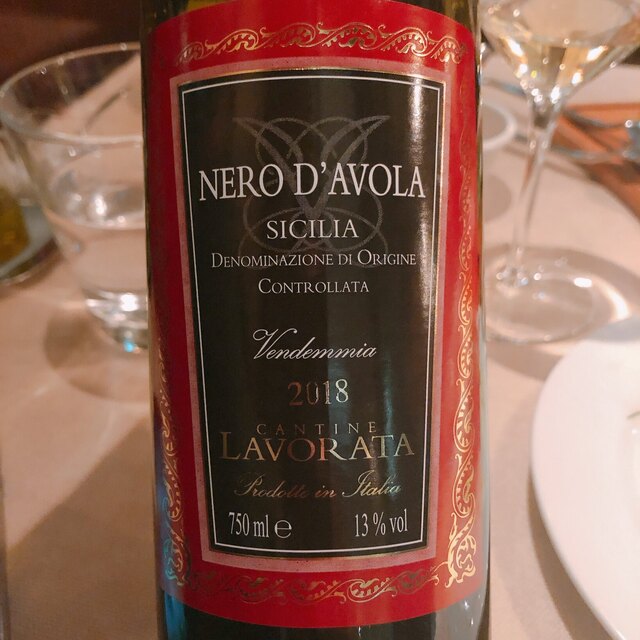 NERO D'AVOLA
SICILIA
DENOMINAZIONE DI ORIGINE
CONTROLLATA
Vendemmia
2018
CANTINE
LAVORATA
Prodotto in Italia
750 ml ℮ 13 % vol